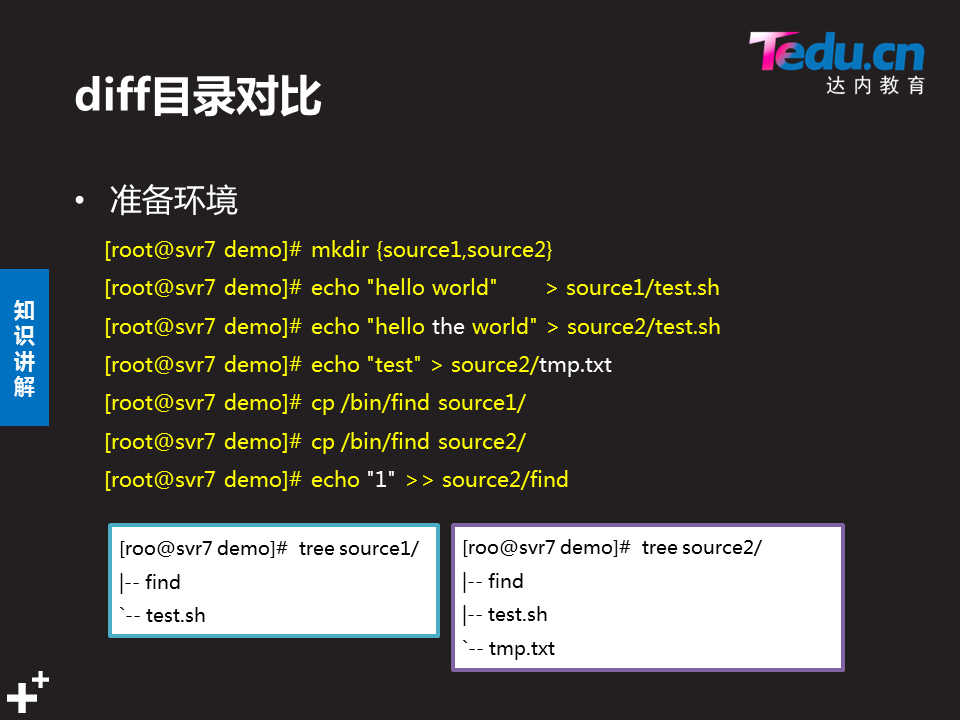 Tedu.cn
达内教育
diff目录对比
• 准备环境
[root@svr7 demo]# mkdir {source1,source2}
[root@svr7 demo]# echo "hello world" > source1/test.sh
[root@svr7 demo]# echo "hello the world" > source2/test.sh
[root@svr7 demo]# echo "test" > source2/tmp.txt
[root@svr7 demo]# cp /bin/find source1/
[root@svr7 demo]# cp /bin/find source2/
[root@svr7 demo]# echo "1" >> source2/find
知识讲解
[roo@svr7 demo]# tree source1/
|-- find
`-- test.sh
[roo@svr7 demo]# tree source2/
|-- find
|-- test.sh
`-- tmp.txt